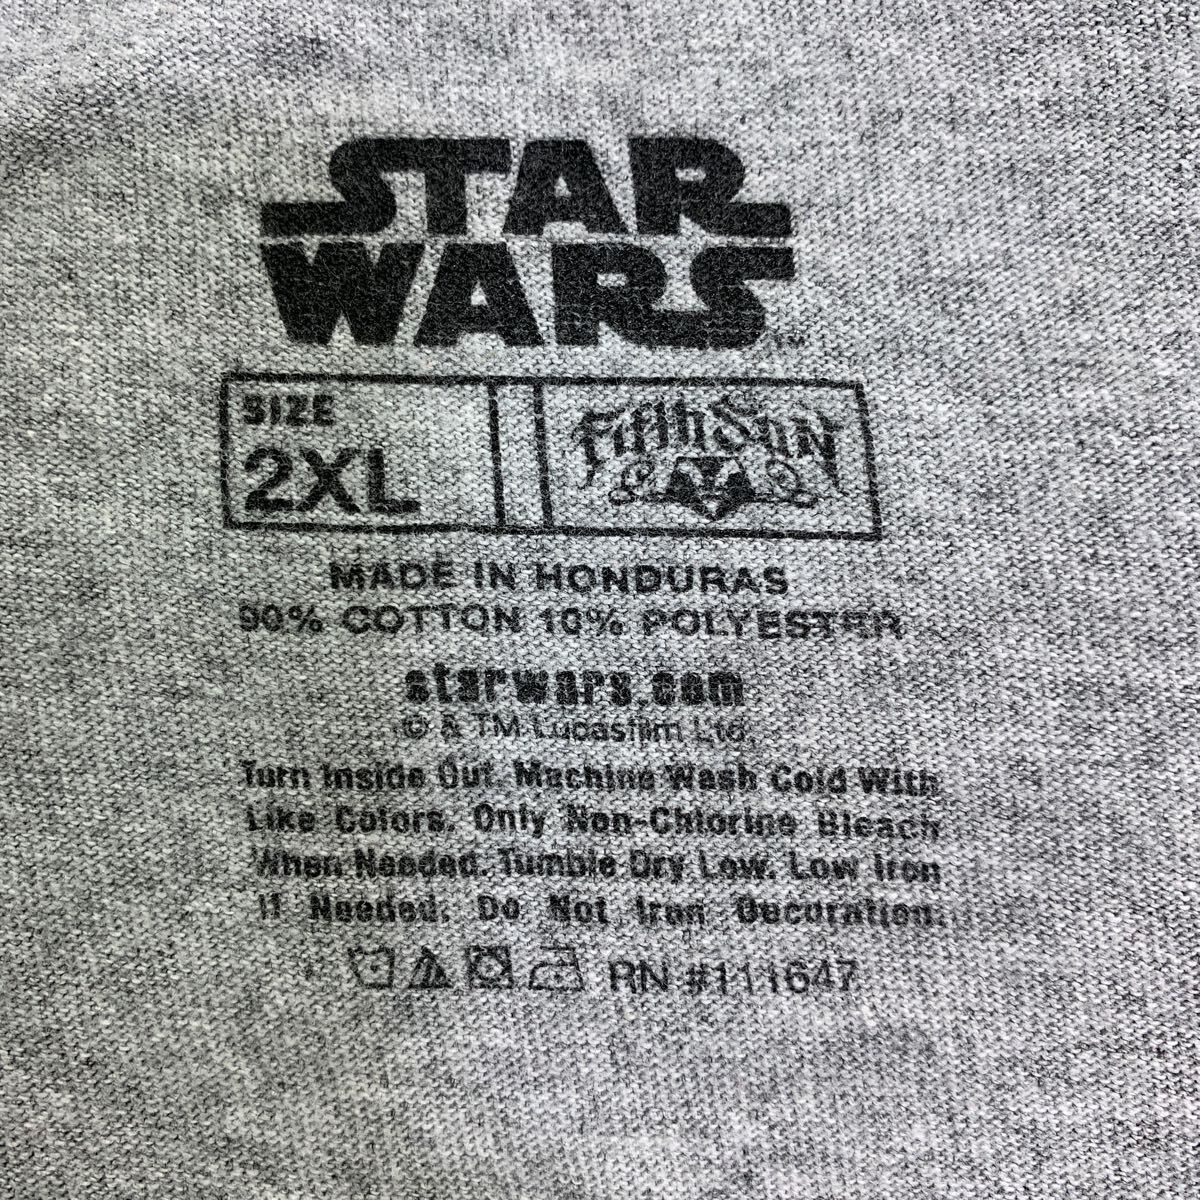 STAR
WARS™
SIZE
2XL
Fifth Sun
MADE IN HONDURAS
90% COTTON 10% POLYESTER
starwars.com
© & TM Lucasfilm Ltd.
Turn Inside Out. Machine Wash Cold With
Like Colors. Only Non-Chlorine Bleach
When Needed. Tumble Dry Low. Low Iron
If Needed. Do Not Iron Decoration.
RN #111647